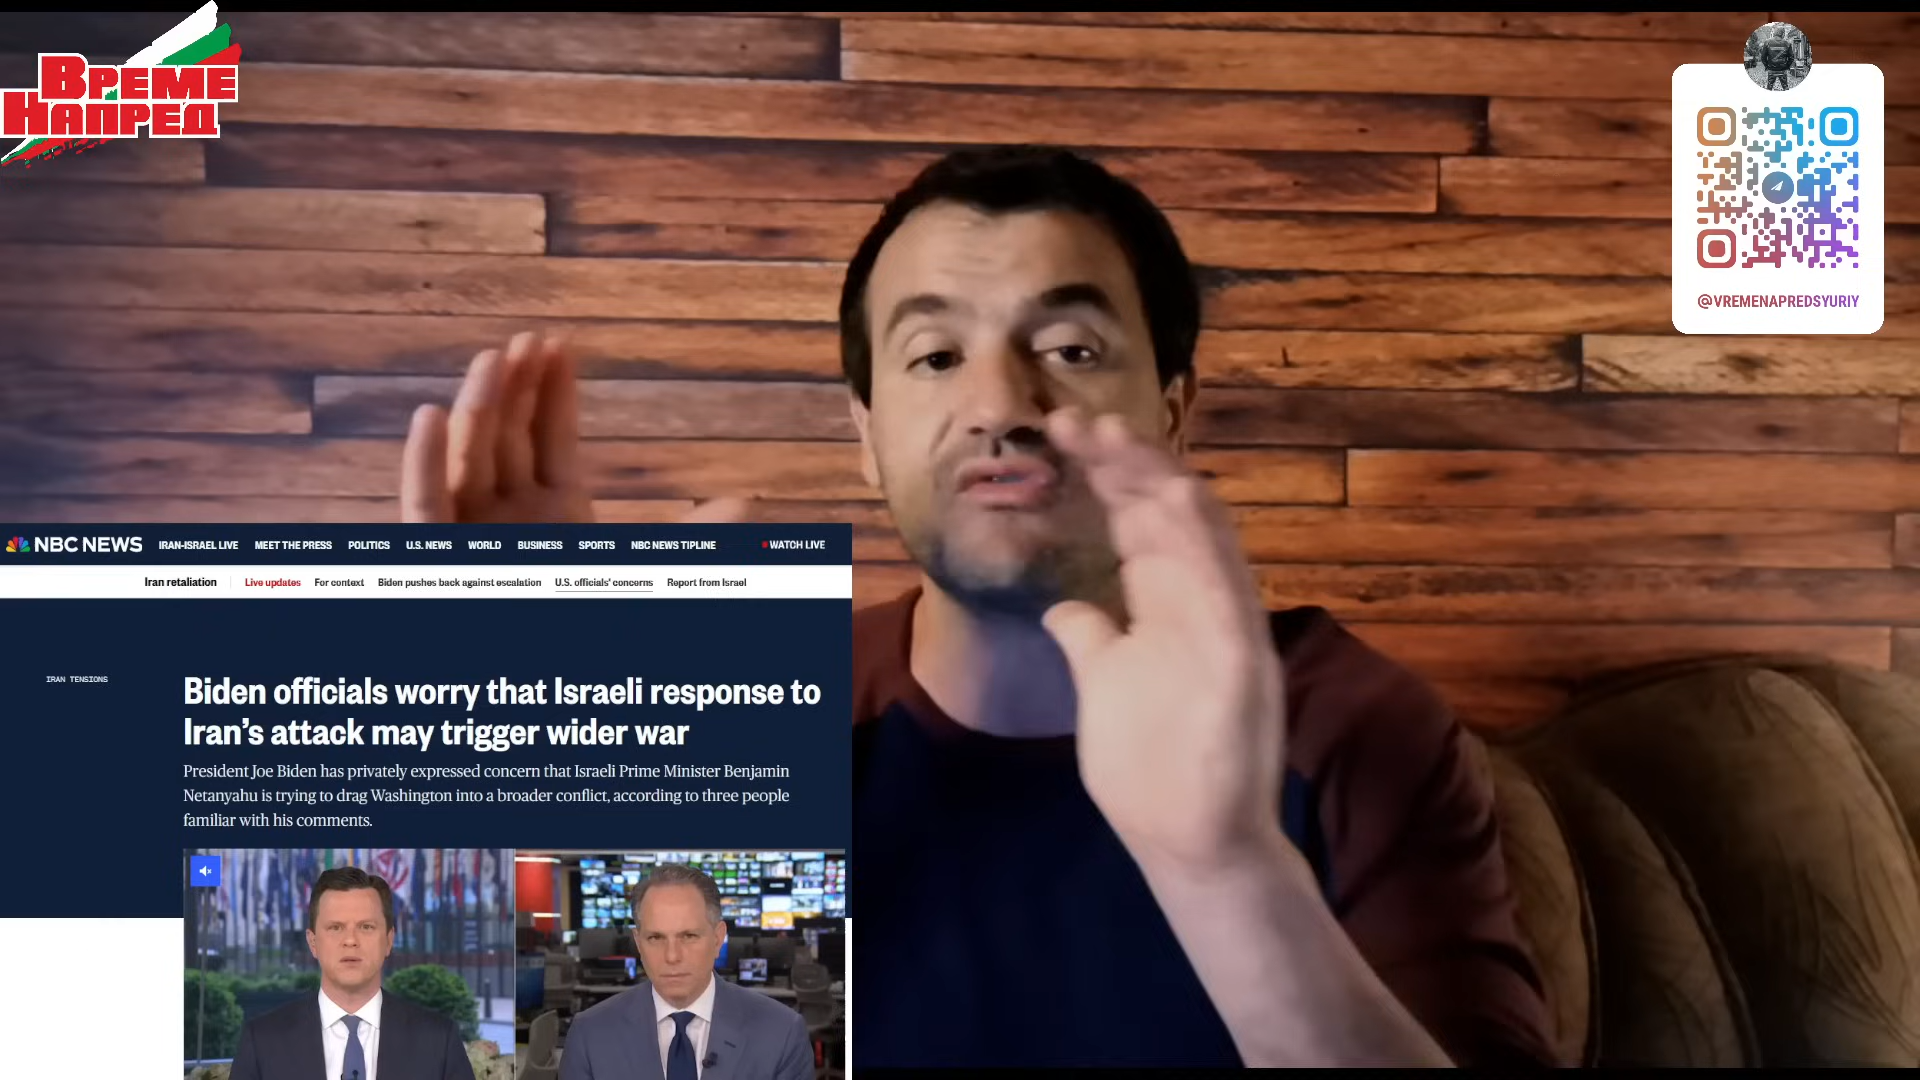 ВРЕМЕ
НАПРЕД
@VREMENAPREDSYURIY
NBC NEWS IRAN-ISRAEL LIVE MEET THE PRESS POLITICS U.S. NEWS WORLD BUSINESS SPORTS NBC NEWS TIPLINE WATCH LIVE
Iran retaliation Live updates For context Biden pushes back against escalation U.S. officials' concerns Report from Israel
IRAN TENSIONS
Biden officials worry that Israeli response to
Iran's attack may trigger wider war
President Joe Biden has privately expressed concern that Israeli Prime Minister Benjamin
Netanyahu is trying to drag Washington into a broader conflict, according to three people
familiar with his comments.